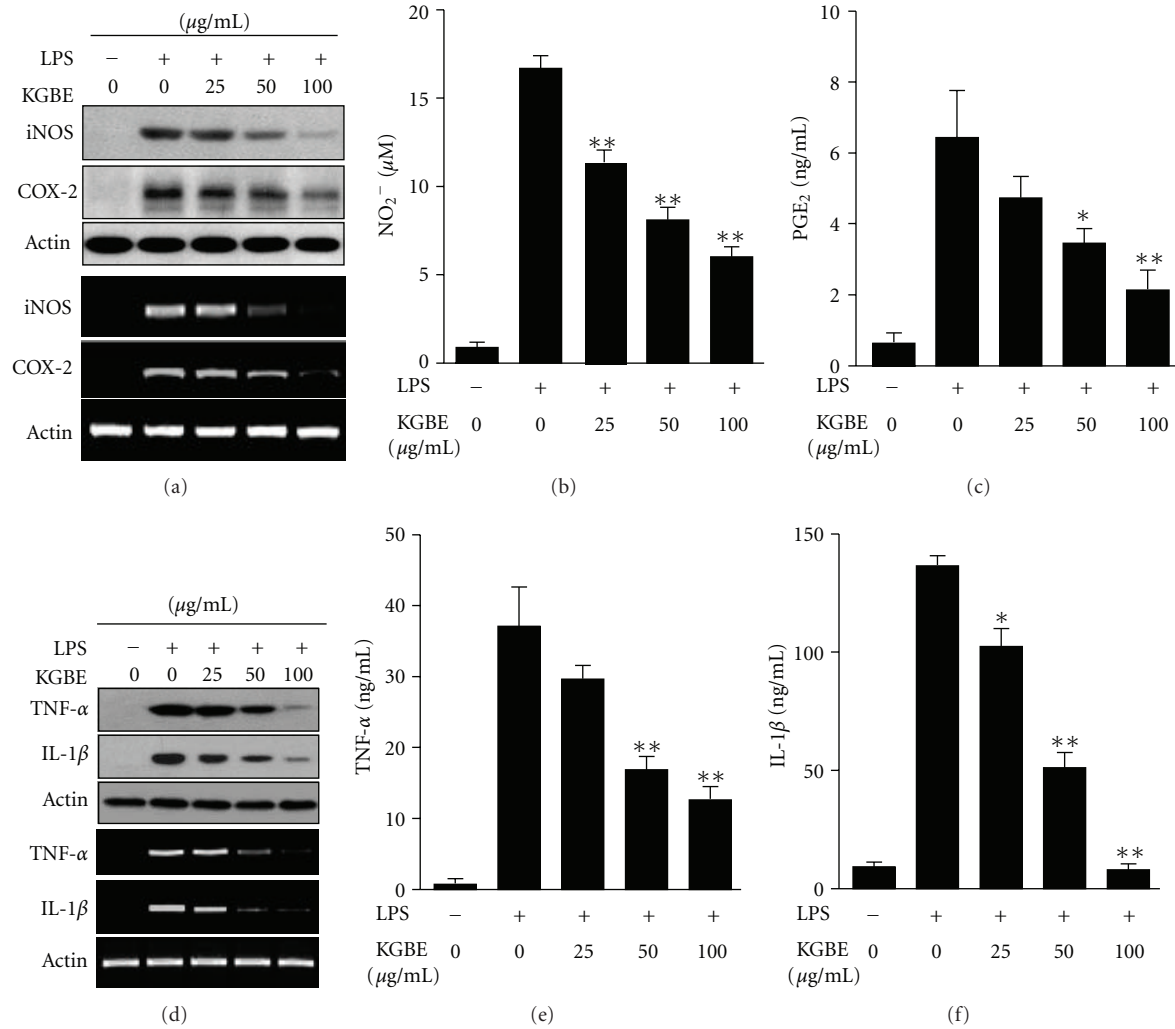 (μg/mL)
LPS − + + + +
KGBE 0 0 25 50 100
iNOS
COX-2
Actin
iNOS
COX-2
Actin
(a)
20
15
10
5
0
NO₂⁻ (μM)
**
**
**
LPS − + + + +
KGBE 0 0 25 50 100
(μg/mL)
(b)
10
8
6
4
2
0
PGE₂ (ng/mL)
*
**
LPS − + + + +
KGBE 0 0 25 50 100
(μg/mL)
(c)
(μg/mL)
LPS − + + + +
KGBE 0 0 25 50 100
TNF-α
IL-1β
Actin
TNF-α
IL-1β
Actin
(d)
50
40
30
20
10
0
TNF-α (ng/mL)
**
**
LPS − + + + +
KGBE 0 0 25 50 100
(μg/mL)
(e)
150
100
50
0
IL-1β (ng/mL)
*
**
**
LPS − + + + +
KGBE 0 0 25 50 100
(μg/mL)
(f)